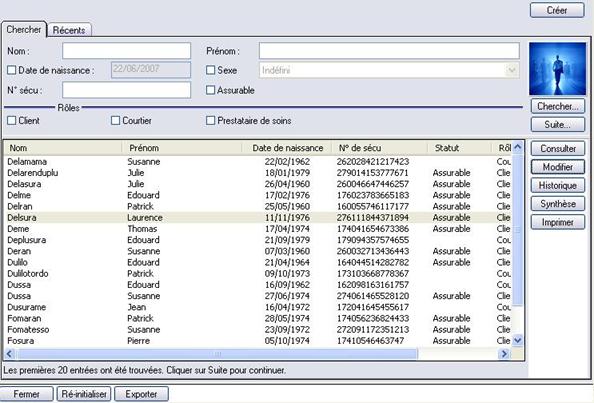 Créer
Chercher Récents
Nom : Prénom :
Date de naissance : 22/06/2007 Sexe Indéfini
N° sécu : Assurable
Rôles Chercher...
Client Courtier Prestataire de soins Suite...
Nom Prénom Date de naissance N° de sécu Statut Rôl Consulter
Delamama Susanne 22/02/1962 262028421217423 Cou
Delarenduplu Julie 18/01/1979 279014153777671 Assurable Clie Modifier
Delasura Julie 26/04/1960 260046647446257 Assurable Clie Historique
Delme Edouard 17/02/1976 176023783665183 Assurable Clie
Delran Patrick 25/05/1960 160055746117177 Assurable Clie Synthèse
Delsura Laurence 11/11/1976 276111844371894 Assurable Clie Imprimer
Deme Thomas 17/04/1974 174041654673386 Assurable Clie
Deplusura Edouard 21/09/1979 179094357574655 Cou
Deran Susanne 07/03/1960 260032713436443 Assurable Clie
Dulilo Edouard 21/04/1964 164044514282782 Assurable Clie
Dulilotordo Patrick 09/10/1973 173103668778367 Cou
Dussa Edouard 16/09/1962 162098163161757 Cou
Dussa Susanne 27/06/1974 274061465528120 Assurable Clie
Dusurame Jean 16/04/1972 172041645455617 Cou
Fomaran Patrick 28/05/1974 174056236824433 Assurable Clie
Fomatesso Susanne 23/09/1972 272091172351213 Assurable Clie
Fosura Pierre 05/10/1974 17410546463747 Assurable Clie
Les premières 20 entrées ont été trouvées. Cliquer sur Suite pour continuer.
Fermer Ré-initialiser Exporter